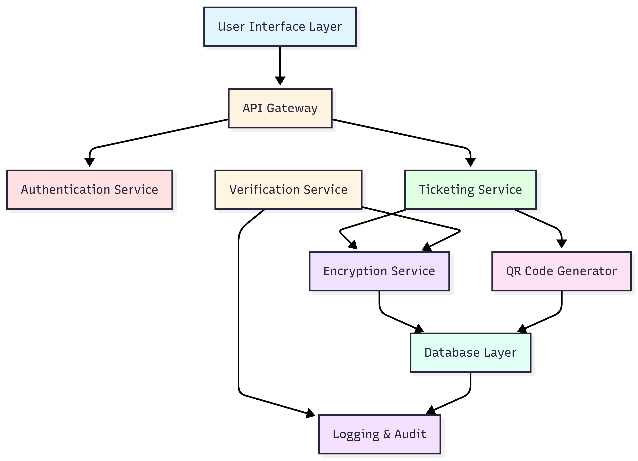 User Interface Layer
API Gateway
Authentication Service
Verification Service
Ticketing Service
Encryption Service
QR Code Generator
Database Layer
Logging & Audit